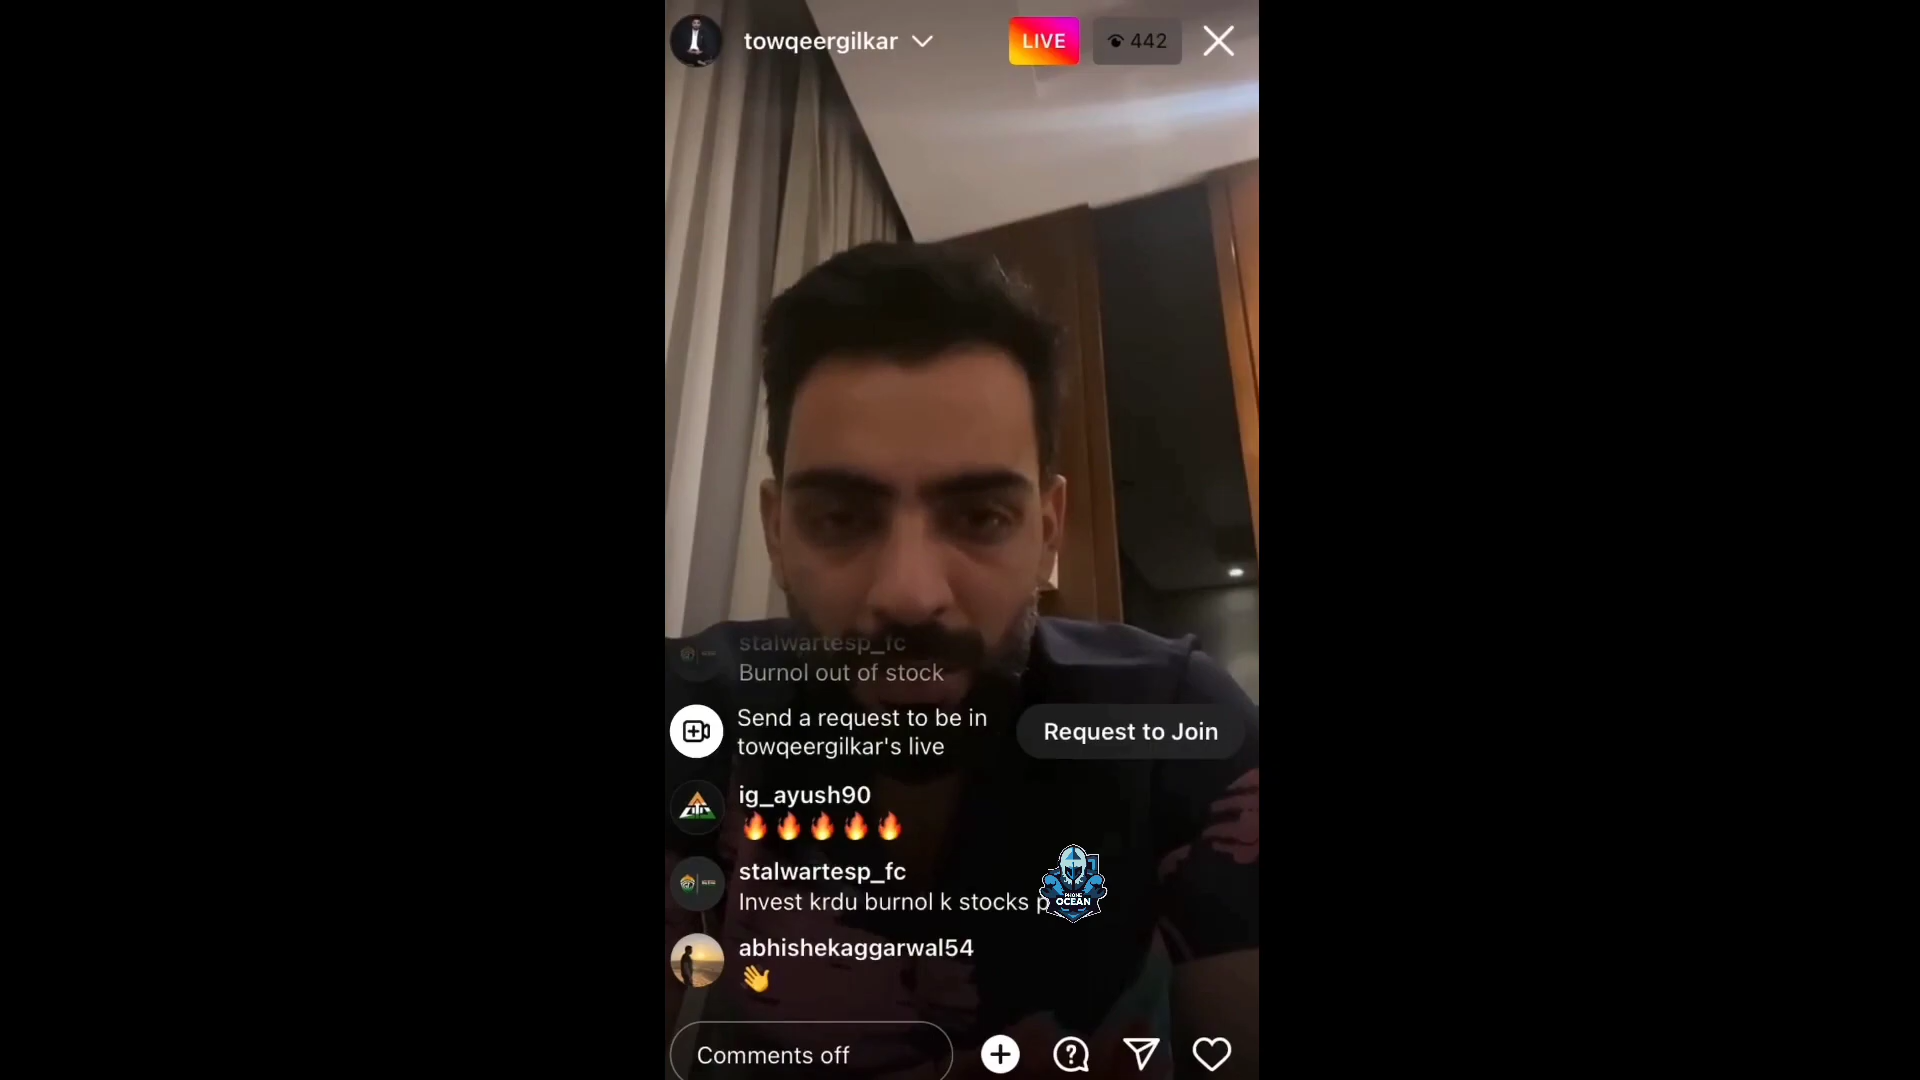 towqeergilkar
LIVE
442
stalwartesp_fc
Burnol out of stock
Send a request to be in
towqeergilkar's live
Request to Join
ig_ayush90
🔥🔥🔥🔥🔥
stalwartesp_fc
Invest krdu burnol k stocks p
PHONE
OCEAN
abhishekaggarwal54
👋
Comments off